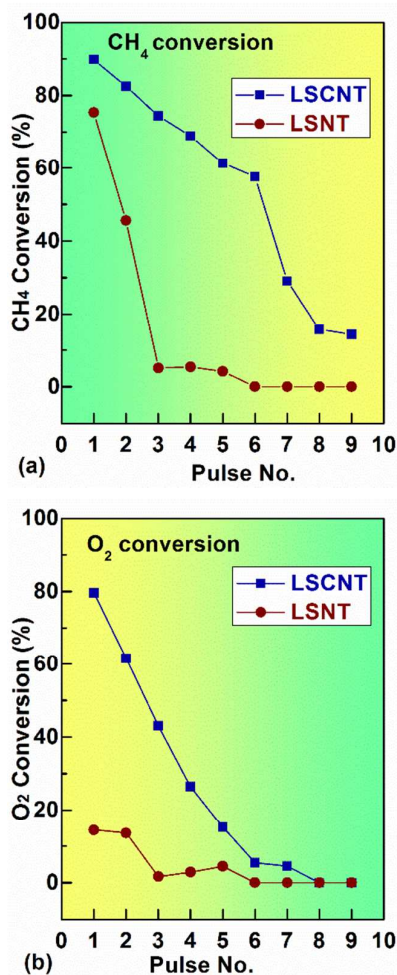 CH4 conversion
LSCNT
LSNT
CH4 Conversion (%)
100
80
60
40
20
0
0 1 2 3 4 5 6 7 8 9 10
Pulse No.
(a)
O2 conversion
LSCNT
LSNT
O2 Conversion (%)
100
80
60
40
20
0
0 1 2 3 4 5 6 7 8 9 10
Pulse No.
(b)